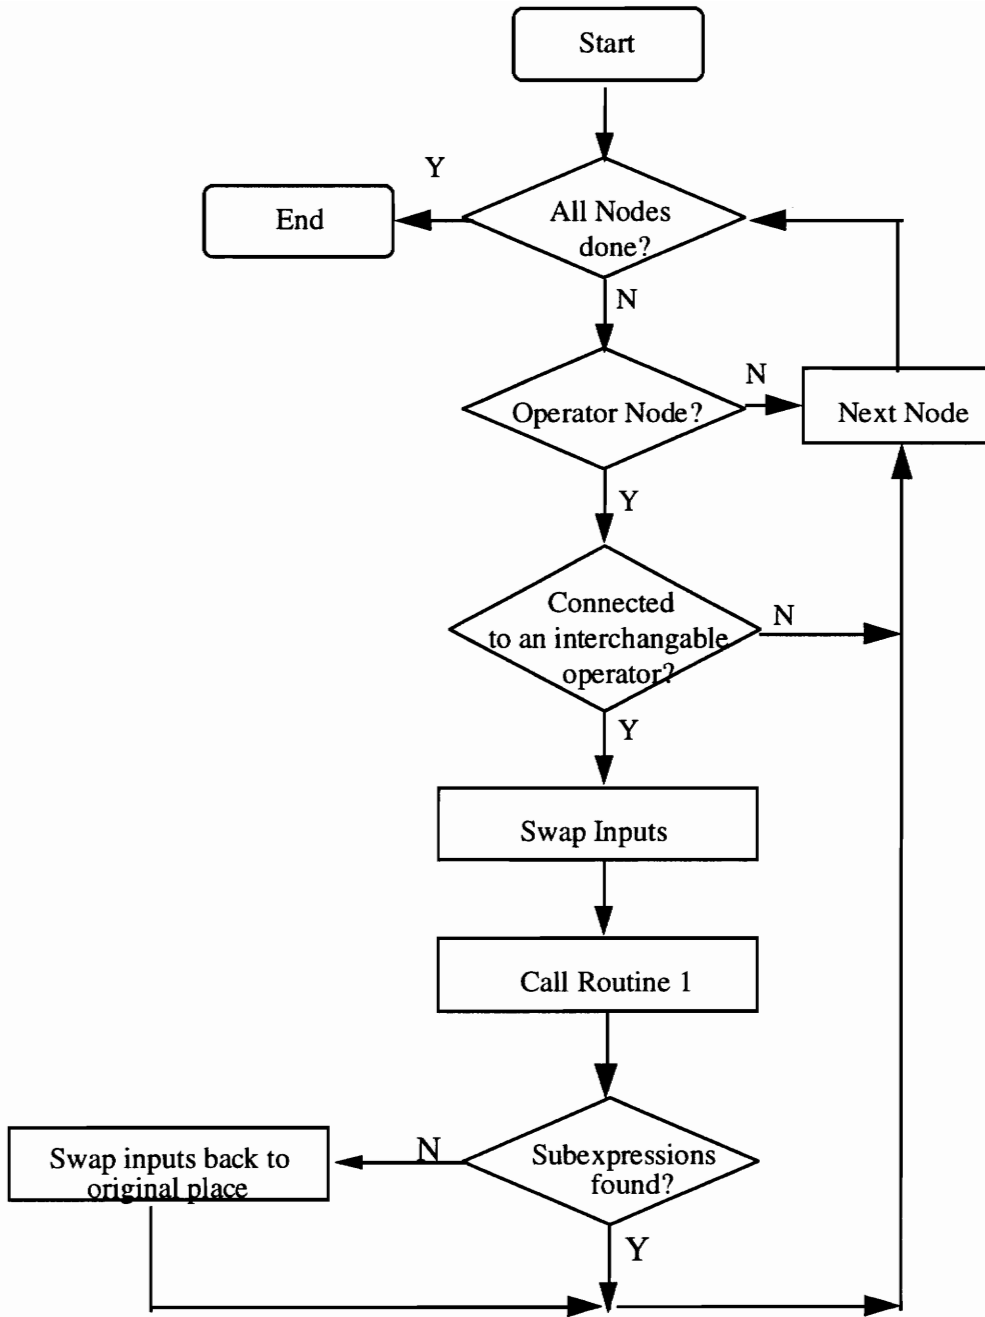 Start
Y
End
All Nodes
done?
N
Operator Node?
N
Next Node
Y
Connected
to an interchangable
operator?
N
Y
Swap Inputs
Call Routine 1
Subexpressions
found?
N
Swap inputs back to
original place
Y